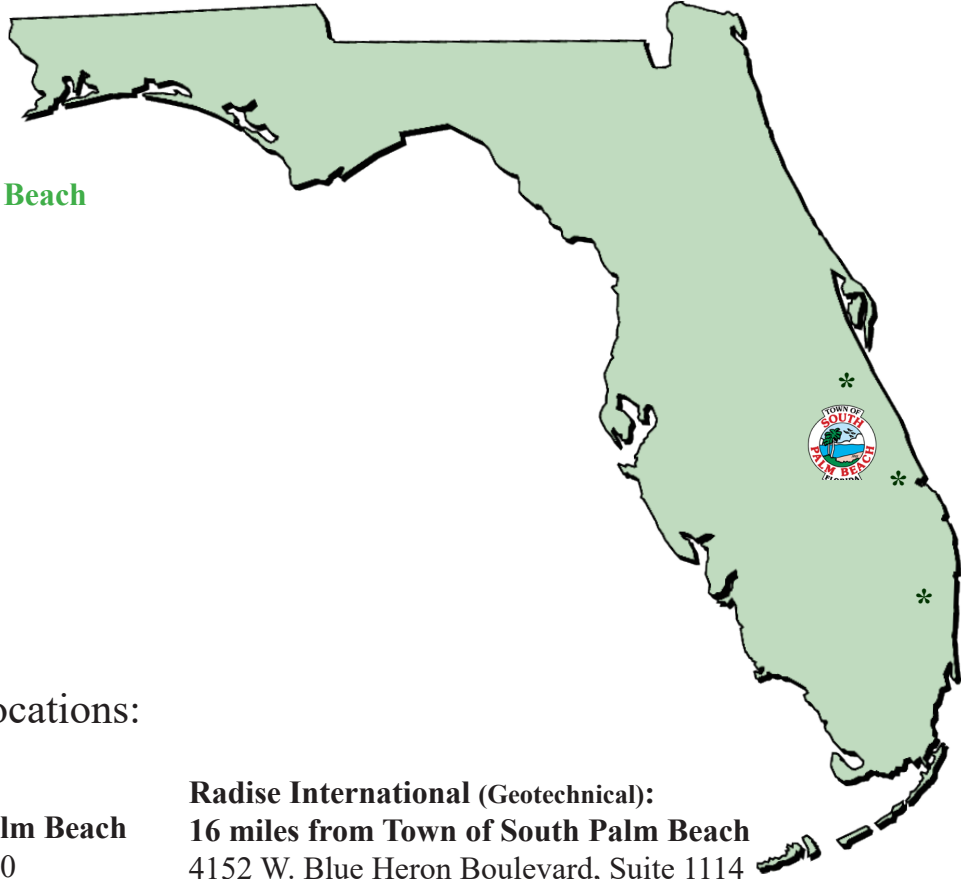 Beach
*
TOWN OF
SOUTH
PALM BEACH
FLORIDA
*
*
ocations:
Radise International (Geotechnical):
lm Beach
16 miles from Town of South Palm Beach
0
4152 W. Blue Heron Boulevard, Suite 1114